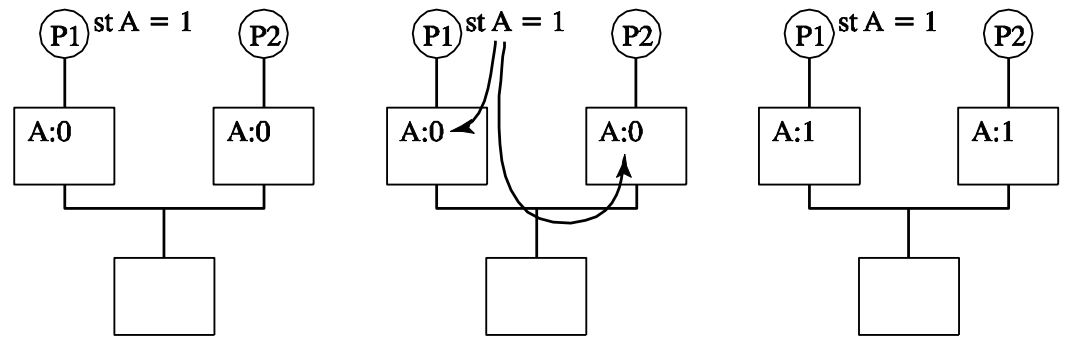 P1 st A = 1 P2
A:0 A:0
P1 st A = 1 P2
A:0 A:0
P1 st A = 1 P2
A:1 A:1